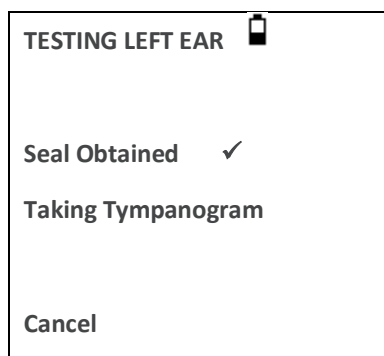 TESTING LEFT EAR
Seal Obtained ✓
Taking Tympanogram
Cancel